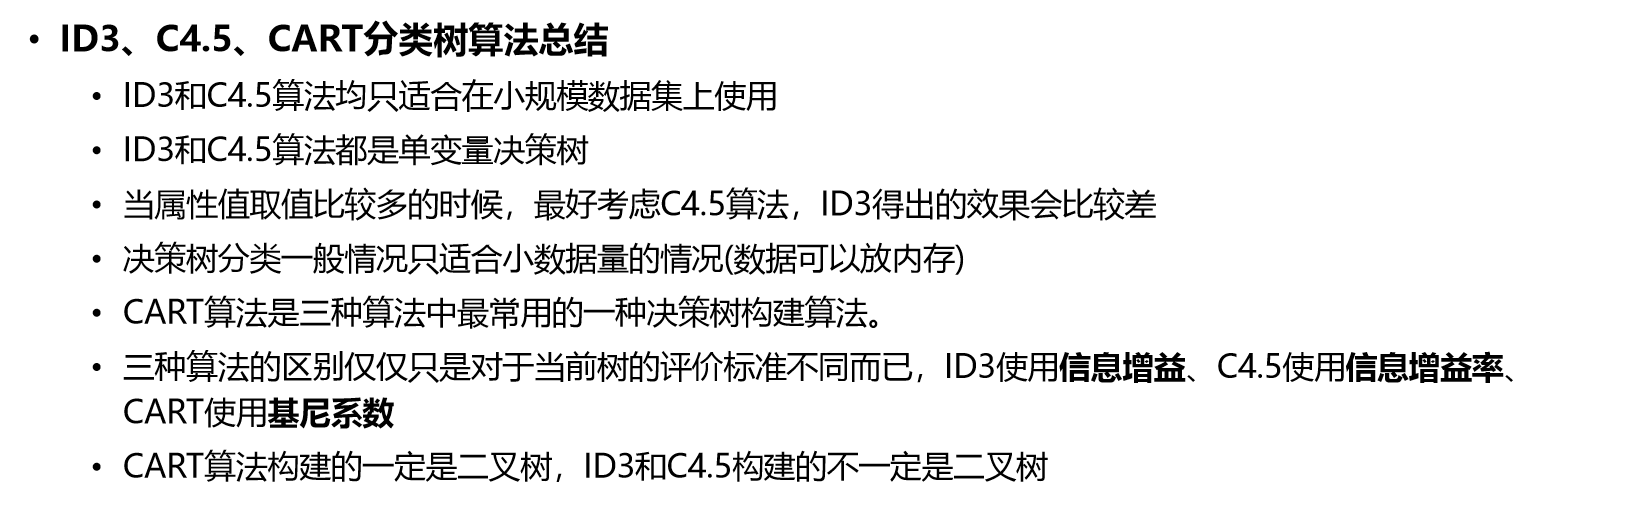 • ID3、C4.5、CART分类树算法总结
• ID3和C4.5算法均只适合在小规模数据集上使用
• ID3和C4.5算法都是单变量决策树
• 当属性值取值比较多的时候，最好考虑C4.5算法，ID3得出的效果会比较差
• 决策树分类一般情况只适合小数据量的情况(数据可以放内存)
• CART算法是三种算法中最常用的一种决策树构建算法。
• 三种算法的区别仅仅只是对于当前树的评价标准不同而已，ID3使用信息增益、C4.5使用信息增益率、
CART使用基尼系数
• CART算法构建的一定是二叉树，ID3和C4.5构建的不一定是二叉树